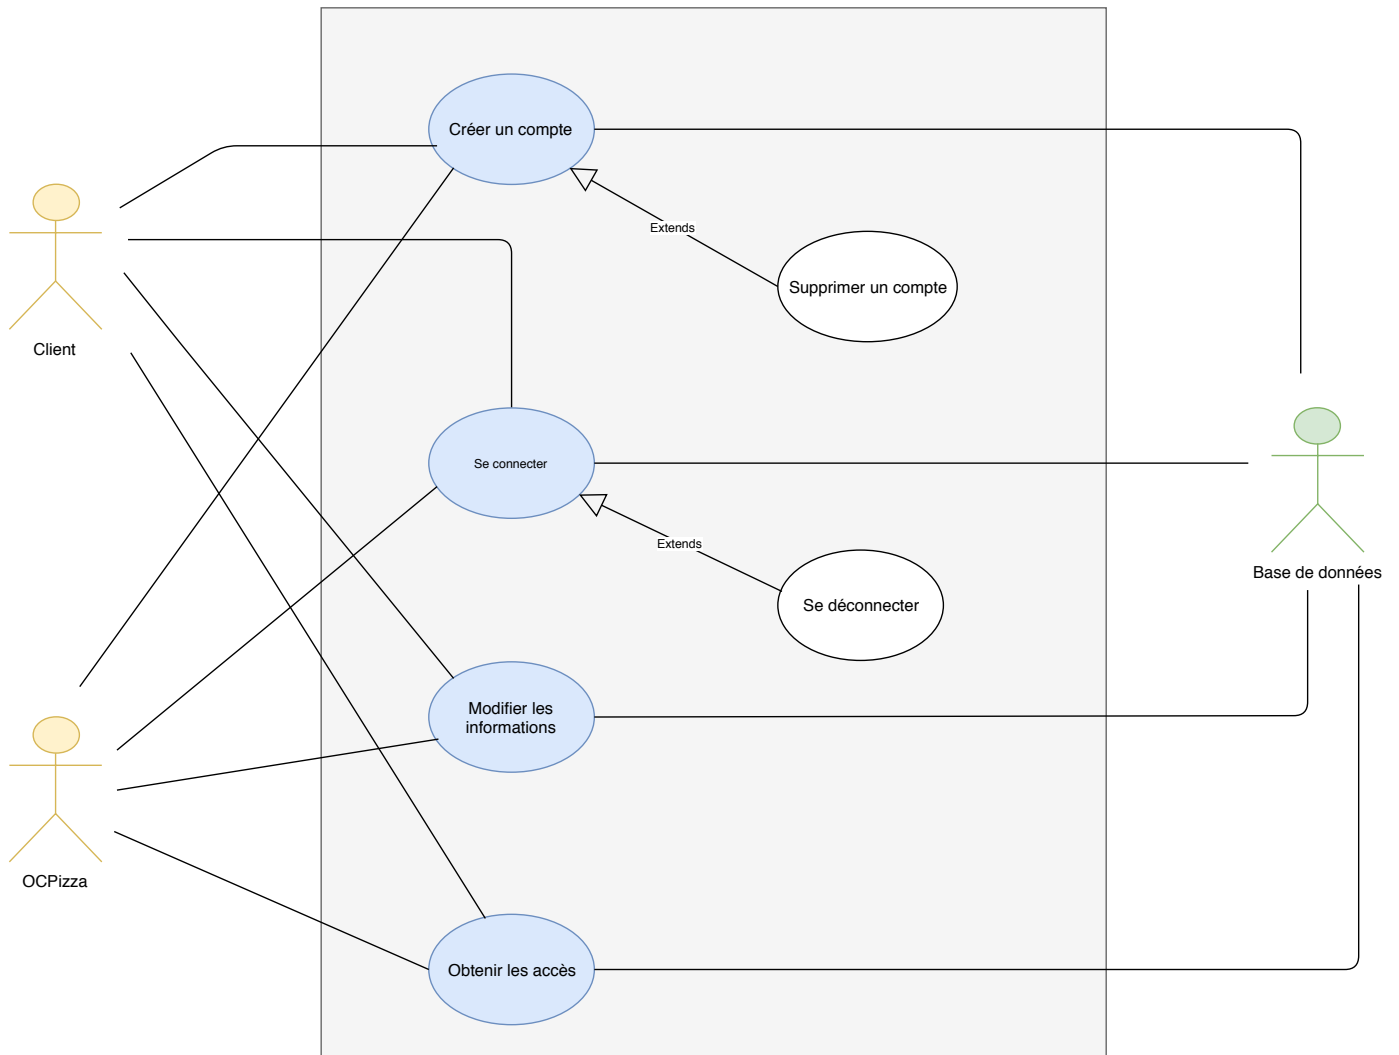 Créer un compte
Extends
Supprimer un compte
Client
Se connecter
Extends
Base de données
Se déconnecter
Modifier les
informations
OCPizza
Obtenir les accès